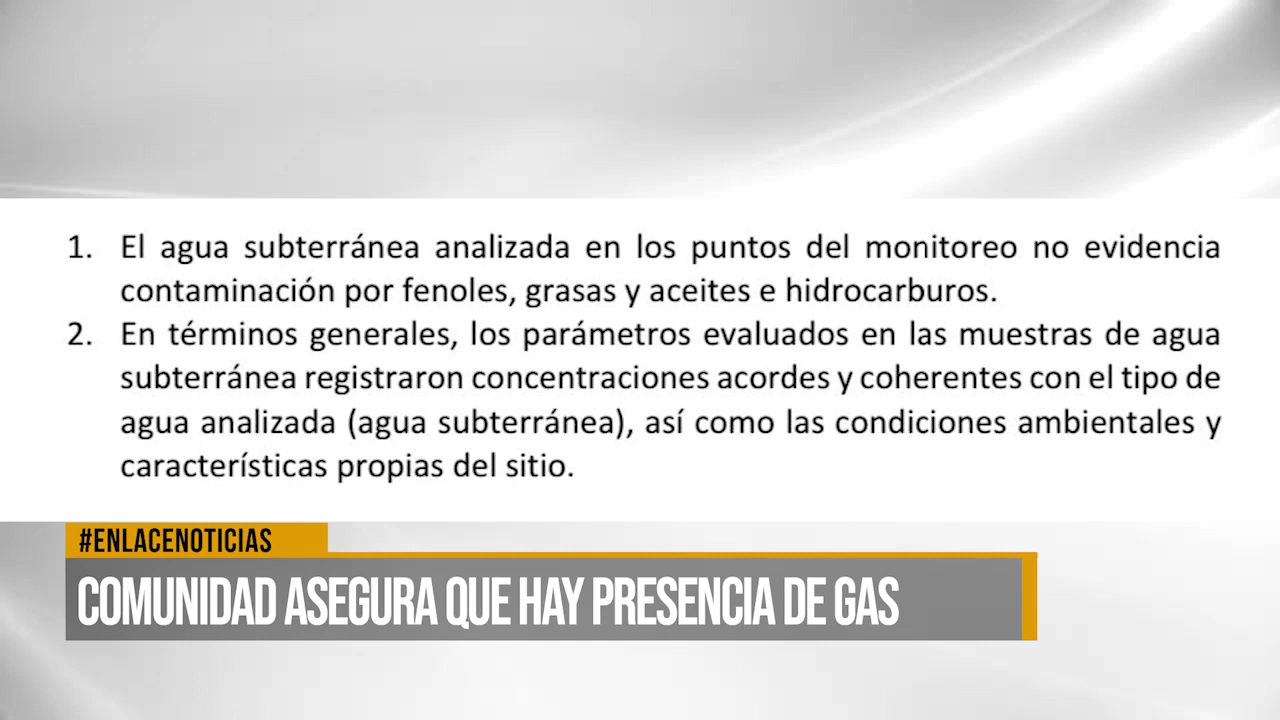 1. El agua subterránea analizada en los puntos del monitoreo no evidencia
contaminación por fenoles, grasas y aceites e hidrocarburos.
2. En términos generales, los parámetros evaluados en las muestras de agua
subterránea registraron concentraciones acordes y coherentes con el tipo de
agua analizada (agua subterránea), así como las condiciones ambientales y
características propias del sitio.
#ENLACENOTICIAS
COMUNIDAD ASEGURA QUE HAY PRESENCIA DE GAS